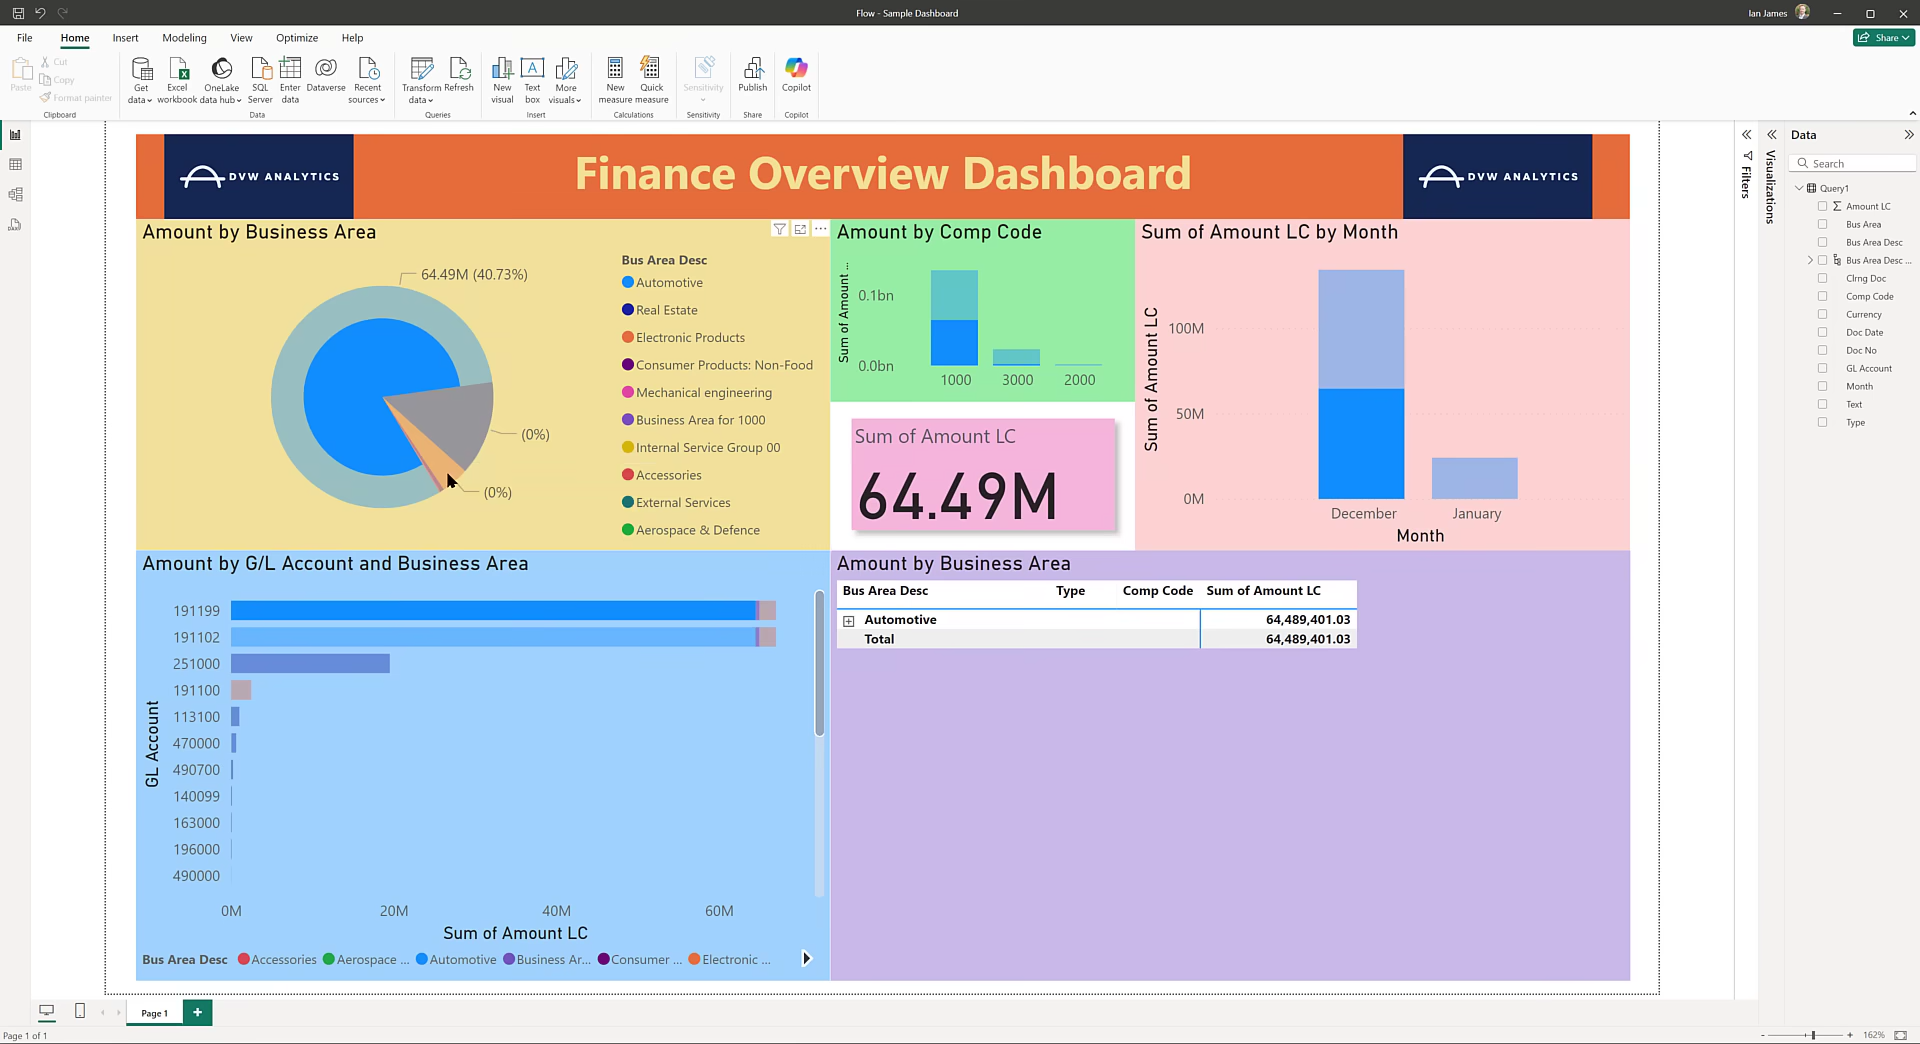 Flow - Sample Dashboard
Ian James
File Home Insert Modeling View Optimize Help
Share
Paste
Cut
Copy
Format painter
Clipboard
Get data
Excel workbook
OneLake data hub
SQL Server
Enter data
Dataverse
Recent sources
Data
Transform data
Refresh
Queries
New visual
Text box
More visuals
Insert
New measure
Quick measure
Calculations
Sensitivity
Sensitivity
Publish
Share
Copilot
Copilot
DVW ANALYTICS
Finance Overview Dashboard
DVW ANALYTICS
Amount by Business Area
64.49M (40.73%)
(0%)
(0%)
Bus Area Desc
Automotive
Real Estate
Electronic Products
Consumer Products: Non-Food
Mechanical engineering
Business Area for 1000
Internal Service Group 00
Accessories
External Services
Aerospace & Defence
Amount by Comp Code
Sum of Amount ...
0.1bn
0.0bn
1000 3000 2000
Sum of Amount LC
64.49M
Sum of Amount LC by Month
Sum of Amount LC
100M
50M
0M
December January
Month
Amount by G/L Account and Business Area
GL Account
191199
191102
251000
191100
113100
470000
490700
140099
163000
196000
490000
0M 20M 40M 60M
Sum of Amount LC
Bus Area Desc Accessories Aerospace ... Automotive Business Ar... Consumer ... Electronic ...
Amount by Business Area
Bus Area Desc Type Comp Code Sum of Amount LC
Automotive 64,489,401.03
Total 64,489,401.03
Filters
Visualizations
Data
Search
Query1
Amount LC
Bus Area
Bus Area Desc
Bus Area Desc ...
Clrng Doc
Comp Code
Currency
Doc Date
Doc No
GL Account
Month
Text
Type
Page 1
Page 1 of 1
162%